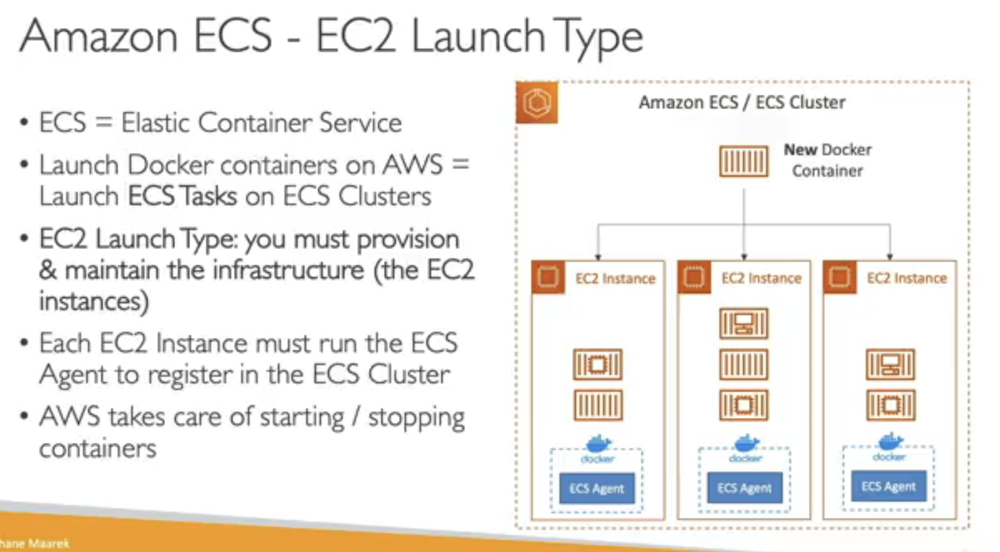 Amazon ECS - EC2 Launch Type
• ECS = Elastic Container Service
• Launch Docker containers on AWS =
Launch ECS Tasks on ECS Clusters
• EC2 Launch Type: you must provision
& maintain the infrastructure (the EC2
instances)
• Each EC2 Instance must run the ECS
Agent to register in the ECS Cluster
• AWS takes care of starting / stopping
containers
Amazon ECS / ECS Cluster
New Docker
Container
EC2 Instance
docker
ECS Agent
EC2 Instance
docker
ECS Agent
EC2 Instance
docker
ECS Agent
hane Maarek